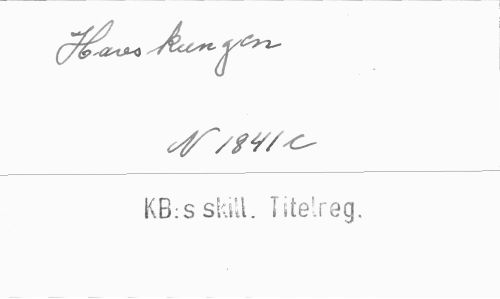 Havskungen
N 1841 c
KB:s skill. Titelreg.